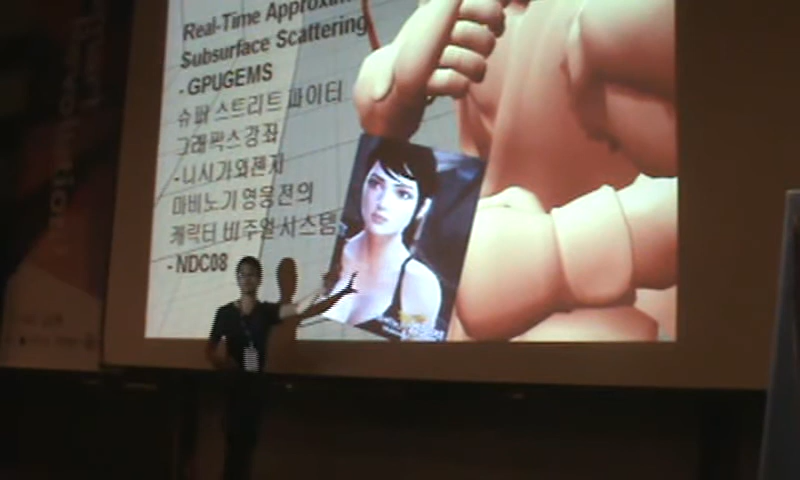 Real-Time Approxim
Subsurface Scattering
- GPUGEMS
슈퍼 스트리트 파이터
그래픽스 강좌
- 니시가와젠지
마비노기 영웅전의
캐릭터 비주얼 시스템
- NDC08